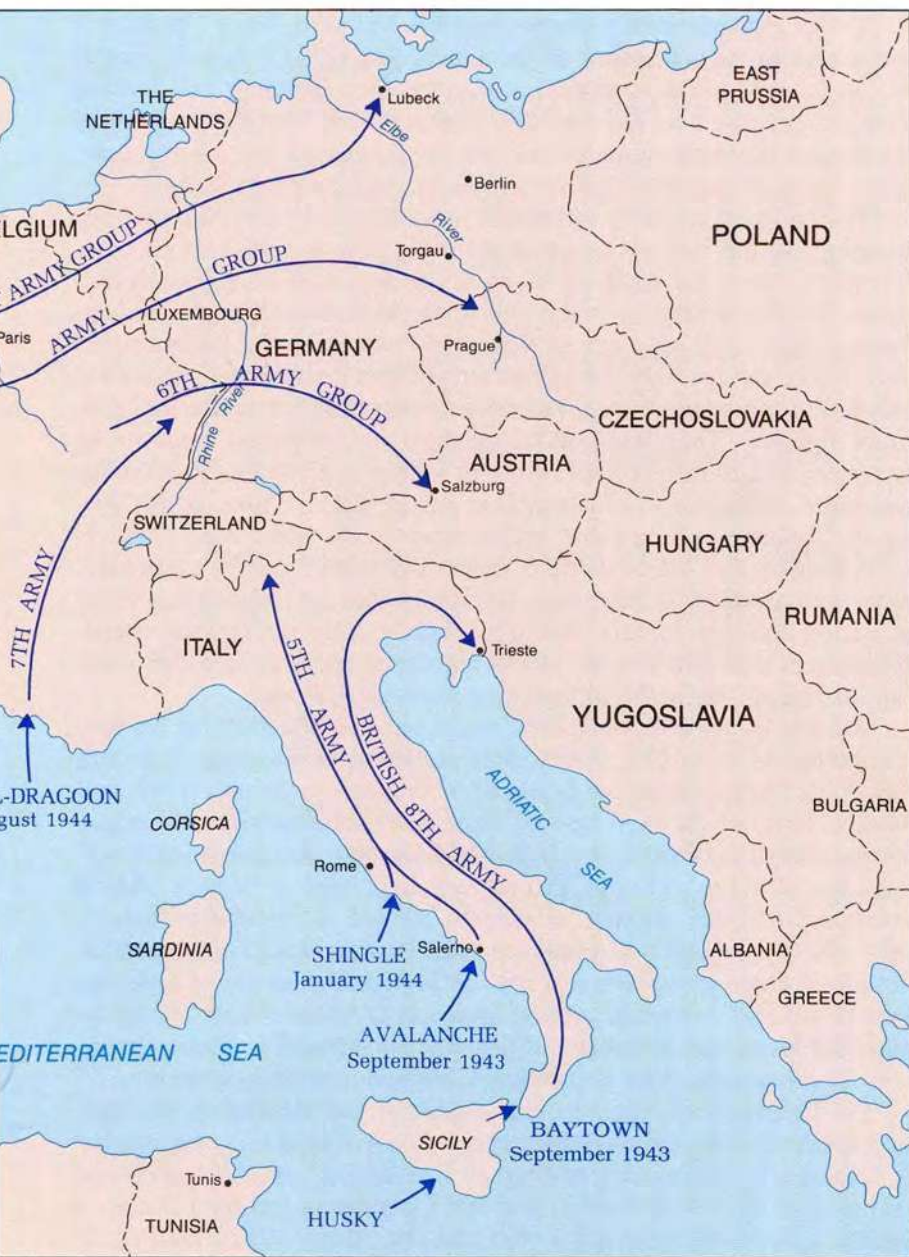 THE
NETHERLANDS
Lubeck
EAST
PRUSSIA
Elbe
River
Berlin
LGIUM
ARMY GROUP
Torgau
POLAND
ARMY GROUP
LUXEMBOURG
Paris
GERMANY
Prague
6TH ARMY GROUP
Rhine River
CZECHOSLOVAKIA
AUSTRIA
Salzburg
SWITZERLAND
HUNGARY
7TH ARMY
RUMANIA
ITALY
5TH ARMY
Trieste
YUGOSLAVIA
BRITISH 8TH ARMY
ADRIATIC
SEA
L-DRAGOON
gust 1944
CORSICA
BULGARIA
Rome
SARDINIA
SHINGLE
January 1944
Salerno
ALBANIA
GREECE
AVALANCHE
September 1943
EDITERRANEAN SEA
SICILY
BAYTOWN
September 1943
Tunis
TUNISIA
HUSKY